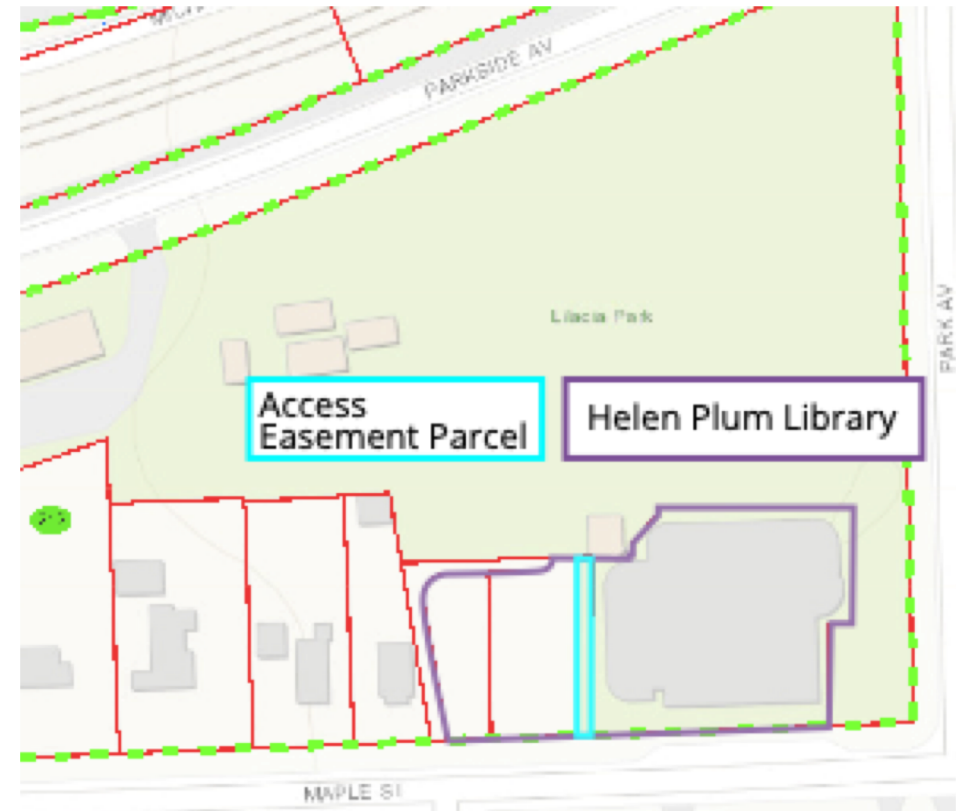 PARKSIDE AV
Lilacia Park
PARK AV
Access
Easement Parcel
Helen Plum Library
MAPLE ST